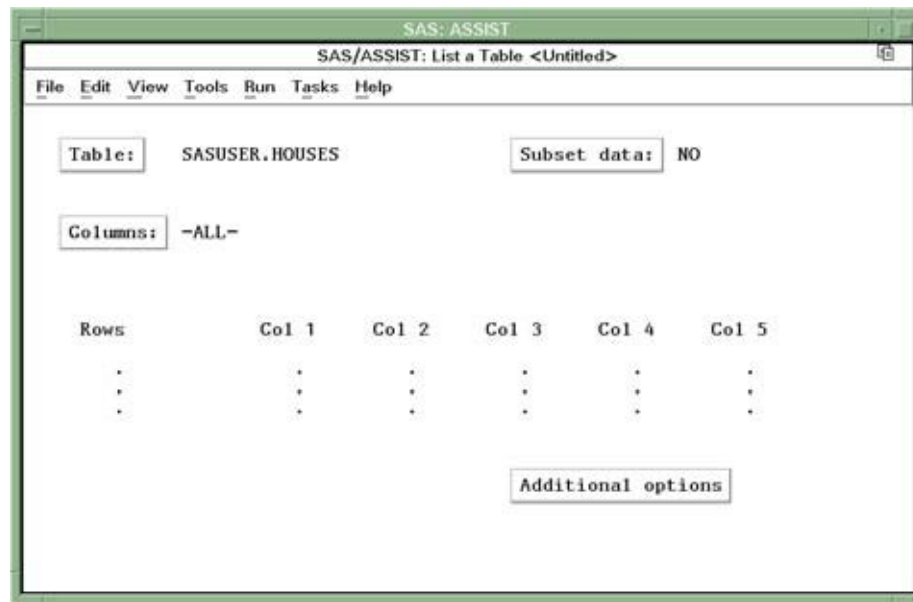 SAS: ASSIST
SAS/ASSIST: List a Table <Untitled>
File Edit View Tools Run Tasks Help
Table: SASUSER.HOUSES Subset data: NO
Columns: -ALL-
Rows Col 1 Col 2 Col 3 Col 4 Col 5
. . . . . .
. . . . . .
. . . . . .
Additional options